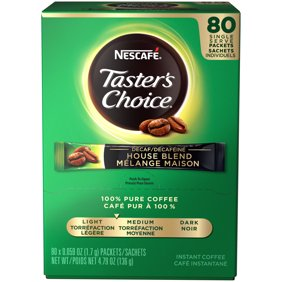 NESCAFÉ
80
SINGLE
SERVE
PACKETS
SACHETS
INDIVIDUELS
Taster's
Choice
DECAF/DÉCAFÉINÉ
HOUSE BLEND
MÉLANGE MAISON
100% PURE COFFEE
CAFÉ PUR À 100%
LIGHT
TORRÉFACTION
LÉGÈRE
MEDIUM
TORRÉFACTION
MOYENNE
DARK
NOIR
80 x 0.059 OZ (1.7 g) PACKETS/SACHETS
NET WT/POIDS NET 4.79 OZ (136 g)
INSTANT COFFEE
CAFÉ INSTANTANÉ